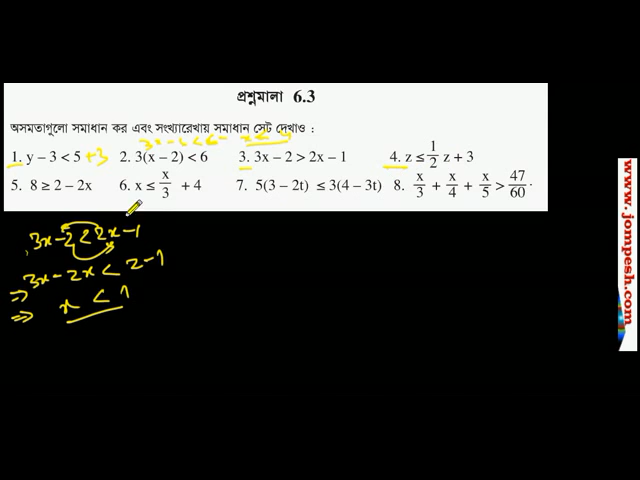 প্রশ্নমালা 6.3
অসমতাগুলো সমাধান কর এবং সংখ্যারেখায় সমাধান সেট দেখাও :
1. y – 3 < 5 +3 2. 3(x – 2) < 6 3. 3x – 2 > 2x – 1 4. z ≤ 1/2 z + 3
5. 8 ≥ 2 – 2x 6. x ≤ x/3 + 4 7. 5(3 – 2t) ≤ 3(4 – 3t) 8. x/3 + x/4 + x/5 > 47/60 .
3x-2 < 2x-1
⇒ 3x-2x < 2-1
⇒ x < 1
www.jompesh.com